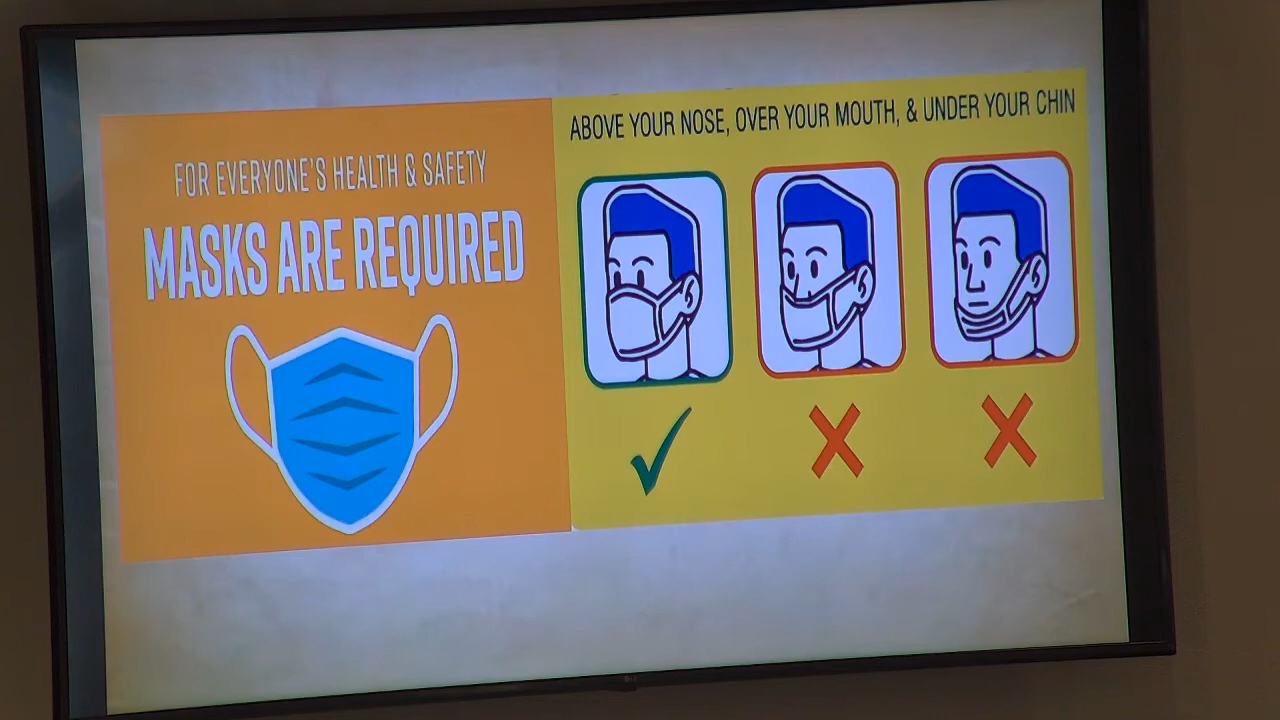 FOR EVERYONE'S HEALTH & SAFETY
MASKS ARE REQUIRED
ABOVE YOUR NOSE, OVER YOUR MOUTH, & UNDER YOUR CHIN